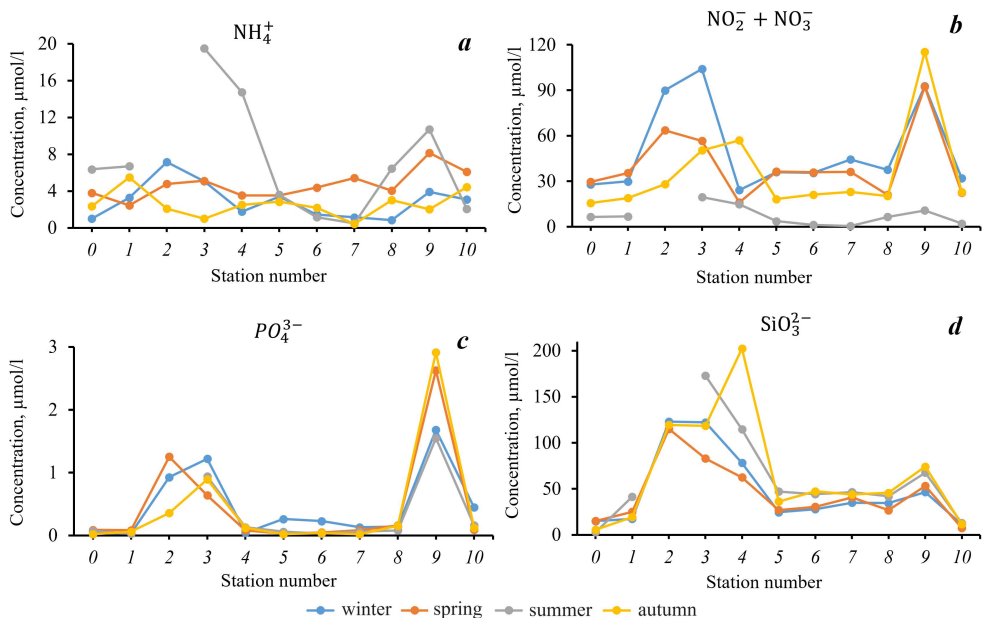 NH₄⁺ a
Concentration, μmol/l
20
16
12
8
4
0
0 1 2 3 4 5 6 7 8 9 10
Station number
NO₂⁻ + NO₃⁻ b
Concentration, μmol/l
120
90
60
30
0
0 1 2 3 4 5 6 7 8 9 10
Station number
PO₄³⁻ c
Concentration, μmol/l
3
2
1
0
0 1 2 3 4 5 6 7 8 9 10
Station number
SiO₃²⁻ d
Concentration, μmol/l
200
150
100
50
0
0 1 2 3 4 5 6 7 8 9 10
Station number
winter spring summer autumn